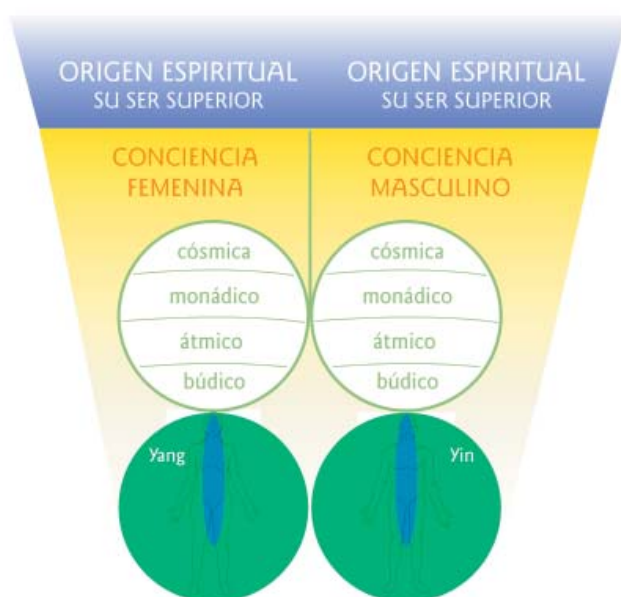 ORIGEN ESPIRITUAL
SU SER SUPERIOR
ORIGEN ESPIRITUAL
SU SER SUPERIOR
CONCIENCIA
FEMENINA
CONCIENCIA
MASCULINO
cósmica
monádico
átmico
búdico
cósmica
monádico
átmico
búdico
Yang
Yin